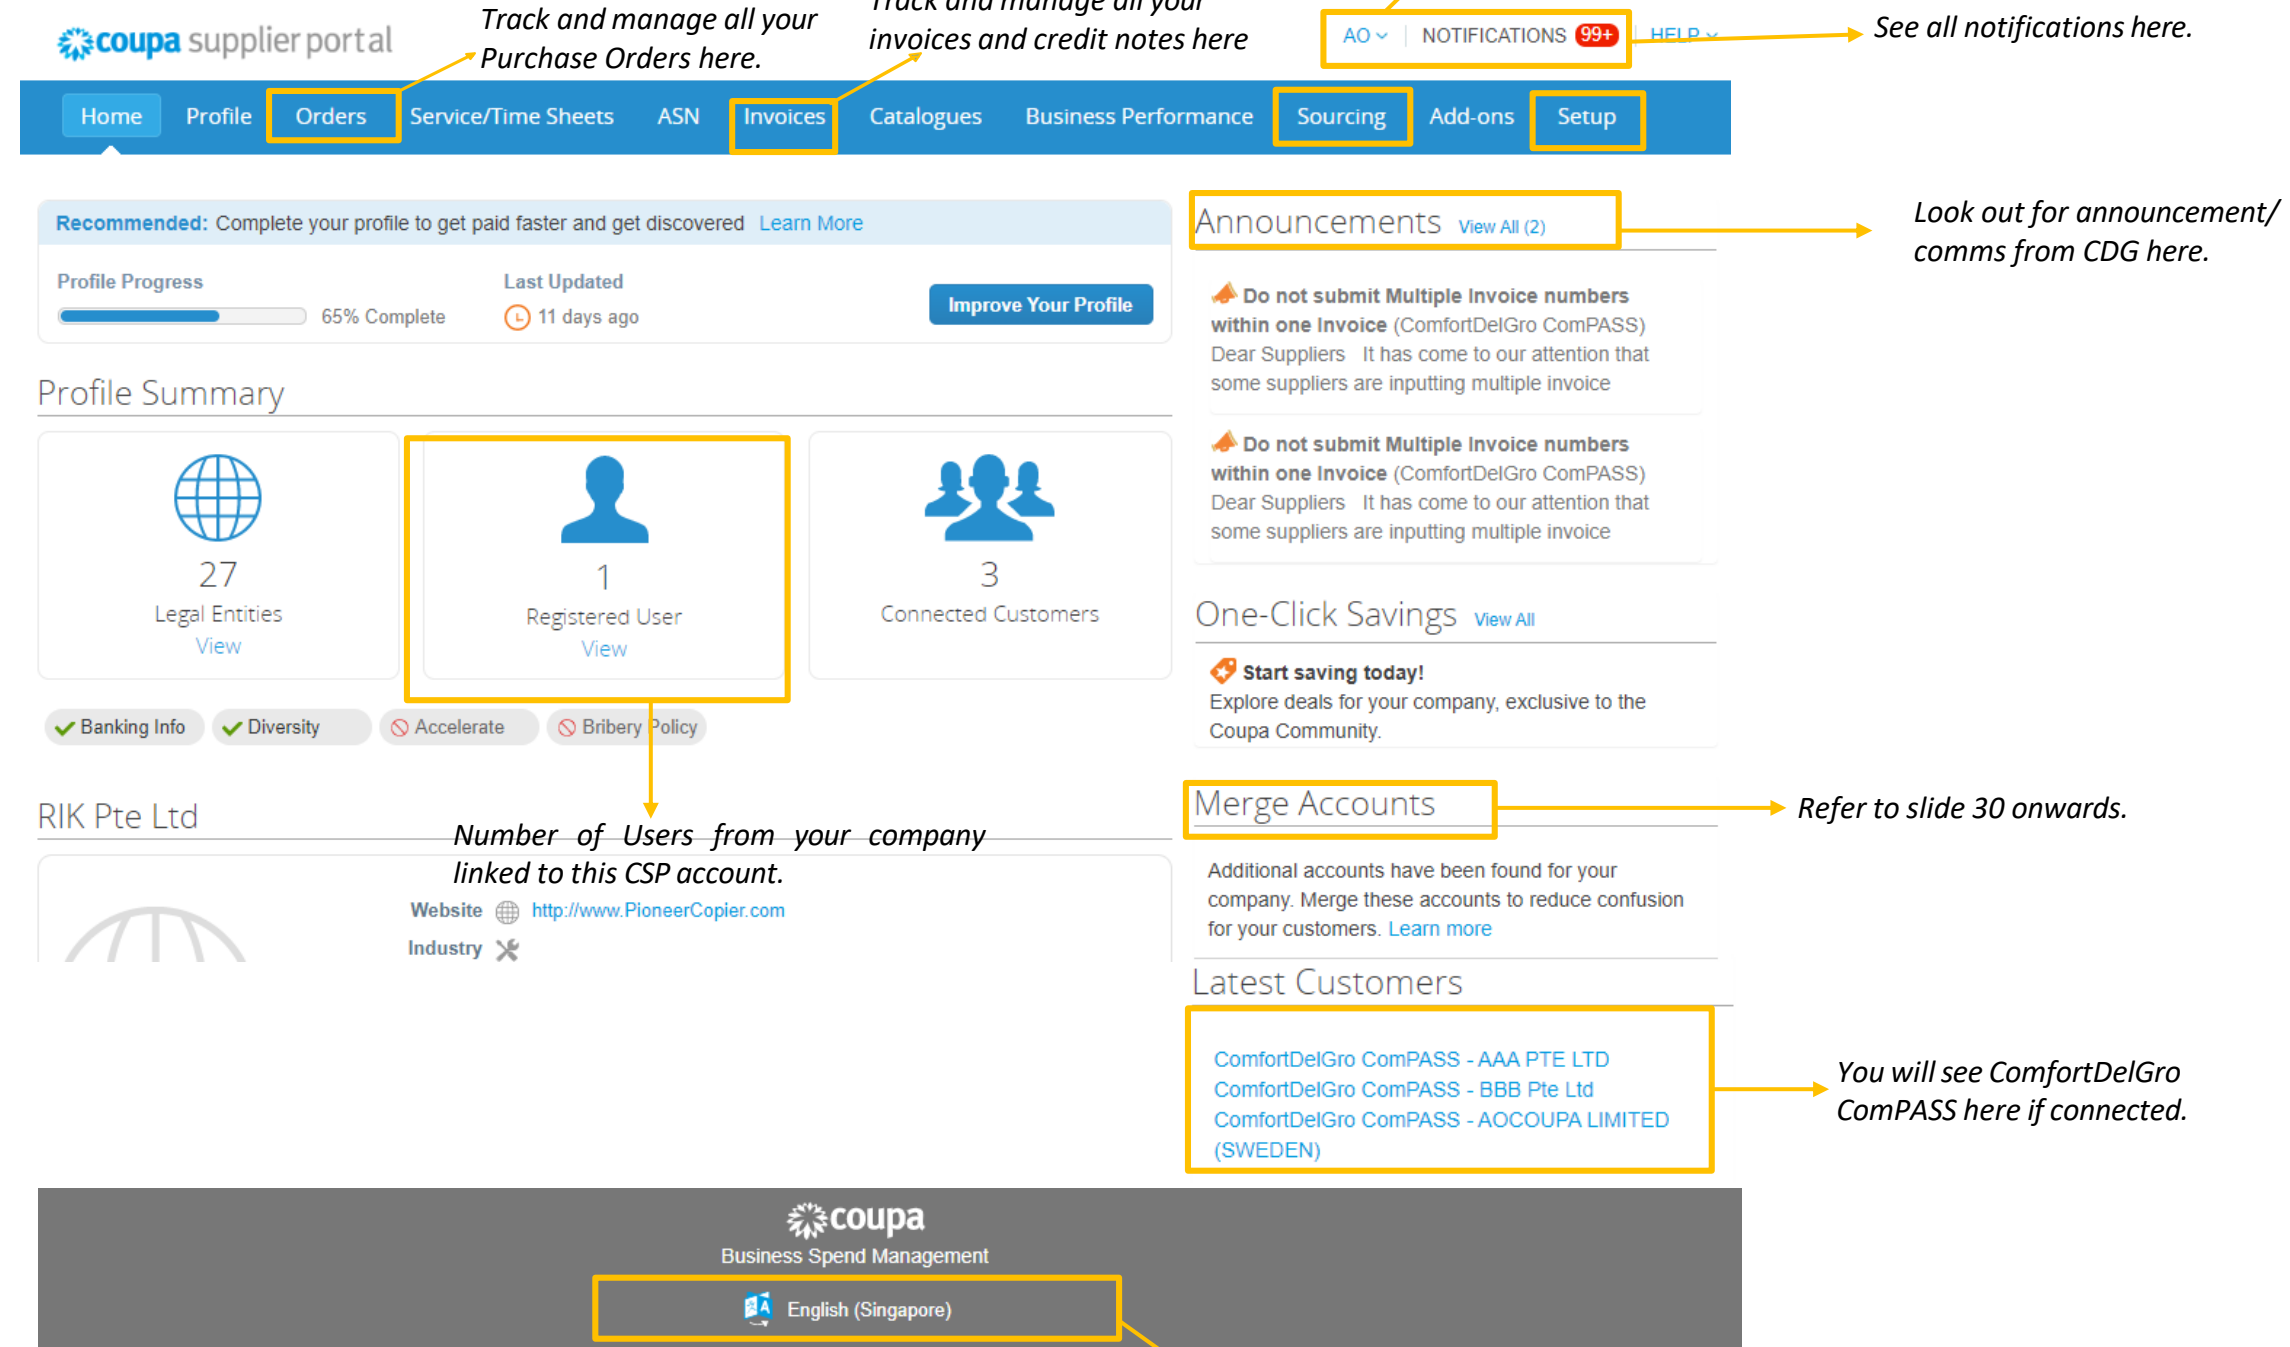 coupa supplier portal
Track and manage all your
Purchase Orders here.
Track and manage all your
invoices and credit notes here
AO
NOTIFICATIONS 99+
HELP
See all notifications here.
Home Profile Orders Service/Time Sheets ASN Invoices Catalogues Business Performance Sourcing Add-ons Setup
Recommended: Complete your profile to get paid faster and get discovered Learn More
Profile Progress
65% Complete
Last Updated
11 days ago
Improve Your Profile
Profile Summary
27
Legal Entities
View
1
Registered User
View
3
Connected Customers
Banking Info
Diversity
Accelerate
Bribery Policy
Number of Users from your company
linked to this CSP account.
RIK Pte Ltd
Website http://www.PioneerCopier.com
Industry
Announcements View All (2)
Look out for announcement/
comms from CDG here.
Do not submit Multiple Invoice numbers
within one Invoice (ComfortDelGro ComPASS)
Dear Suppliers It has come to our attention that
some suppliers are inputting multiple invoice
Do not submit Multiple Invoice numbers
within one Invoice (ComfortDelGro ComPASS)
Dear Suppliers It has come to our attention that
some suppliers are inputting multiple invoice
One-Click Savings View All
Start saving today!
Explore deals for your company, exclusive to the
Coupa Community.
Merge Accounts
Refer to slide 30 onwards.
Additional accounts have been found for your
company. Merge these accounts to reduce confusion
for your customers. Learn more
Latest Customers
ComfortDelGro ComPASS - AAA PTE LTD
ComfortDelGro ComPASS - BBB Pte Ltd
ComfortDelGro ComPASS - AOCOUPA LIMITED
(SWEDEN)
You will see ComfortDelGro
ComPASS here if connected.
coupa
Business Spend Management
English (Singapore)